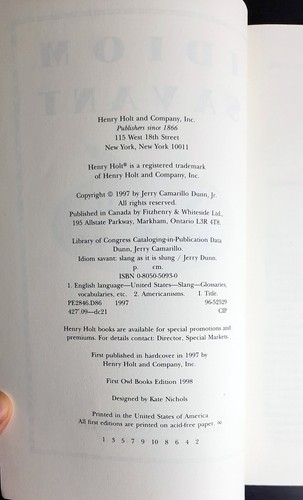 Henry Holt and Company, Inc.
Publishers since 1866
115 West 18th Street
New York, New York 10011
Henry Holt® is a registered trademark
of Henry Holt and Company, Inc.
Copyright © 1997 by Jerry Camarillo Dunn, Jr.
All rights reserved.
Published in Canada by Fitzhenry & Whiteside Ltd.,
195 Allstate Parkway, Markham, Ontario L3R 4T8.
Library of Congress Cataloging-in-Publication Data
Dunn, Jerry Camarillo.
Idiom savant: slang as it is slung / Jerry Dunn.
p. cm.
ISBN 0-8050-5093-0
1. English language—United States—Slang—Glossaries,
vocabularies, etc. 2. Americanisms. I. Title.
PE2846.D86 1997 96-52529
427'.09—dc21 CIP
Henry Holt books are available for special promotions and
premiums. For details contact: Director, Special Markets.
First published in hardcover in 1997 by
Henry Holt and Company, Inc.
First Owl Books Edition 1998
Designed by Kate Nichols
Printed in the United States of America
All first editions are printed on acid-free paper. ∞
1 3 5 7 9 10 8 6 4 2